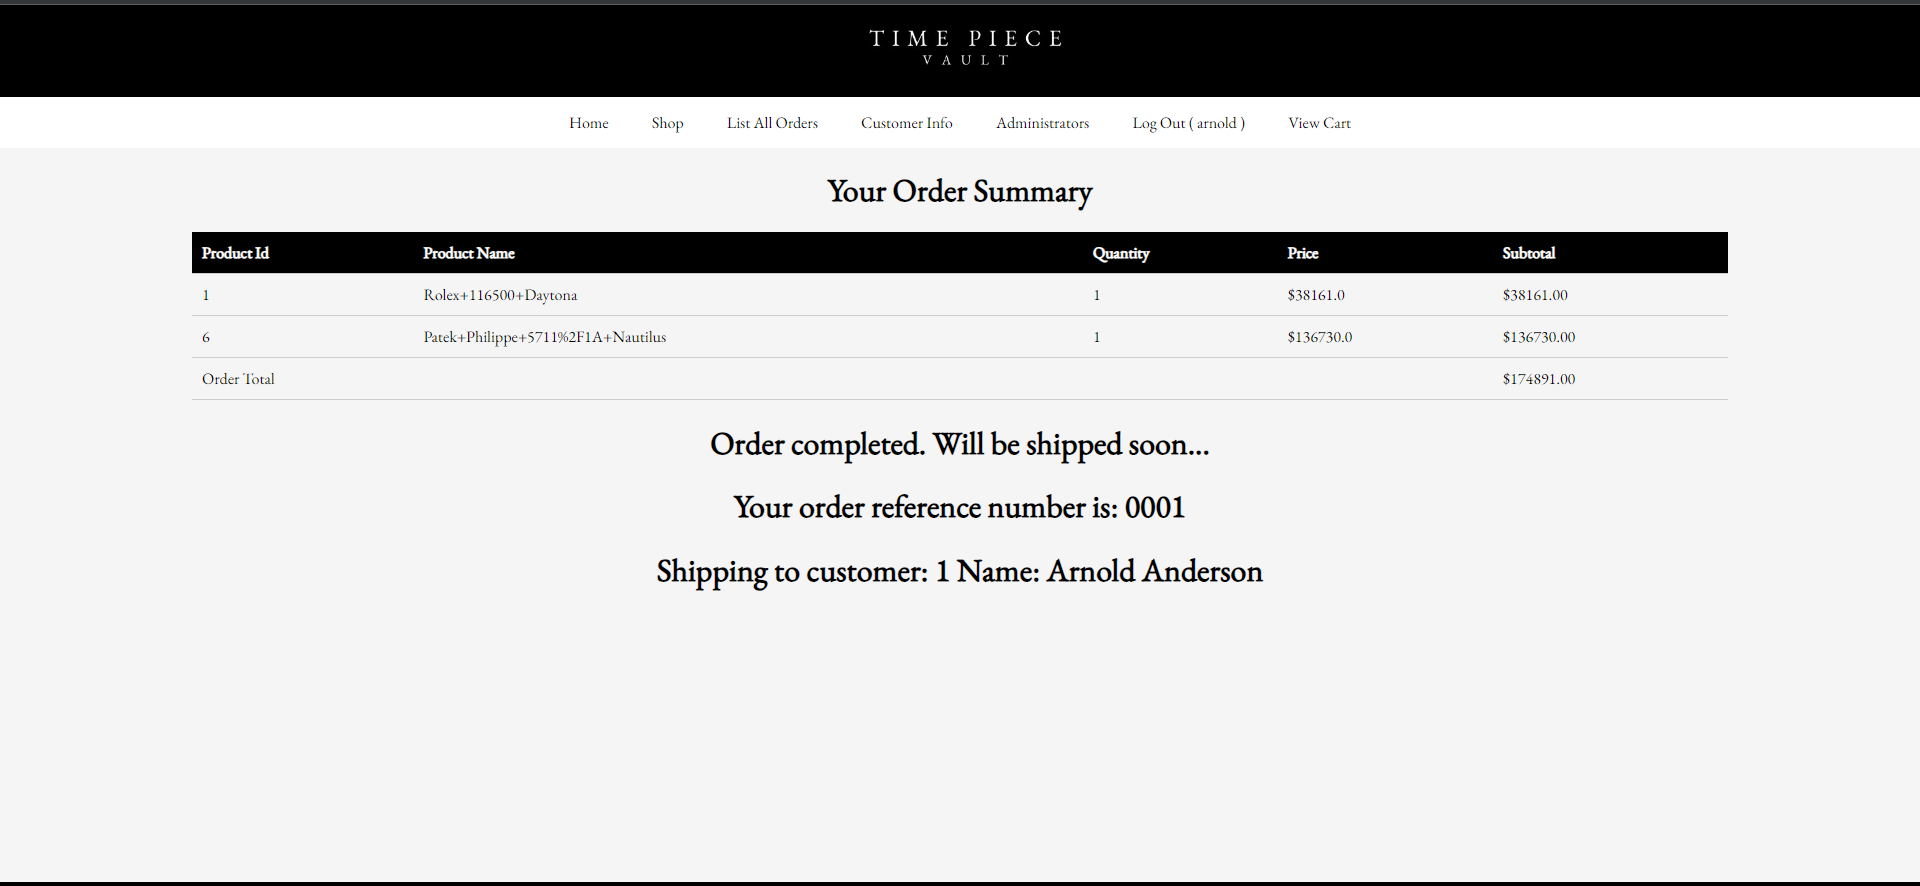 TIME PIECE
VAULT
Home Shop List All Orders Customer Info Administrators Log Out ( arnold ) View Cart
Your Order Summary
Product Id Product Name Quantity Price Subtotal
1 Rolex+116500+Daytona 1 $38161.0 $38161.00
6 Patek+Philippe+5711%2F1A+Nautilus 1 $136730.0 $136730.00
Order Total $174891.00
Order completed. Will be shipped soon...
Your order reference number is: 0001
Shipping to customer: 1 Name: Arnold Anderson